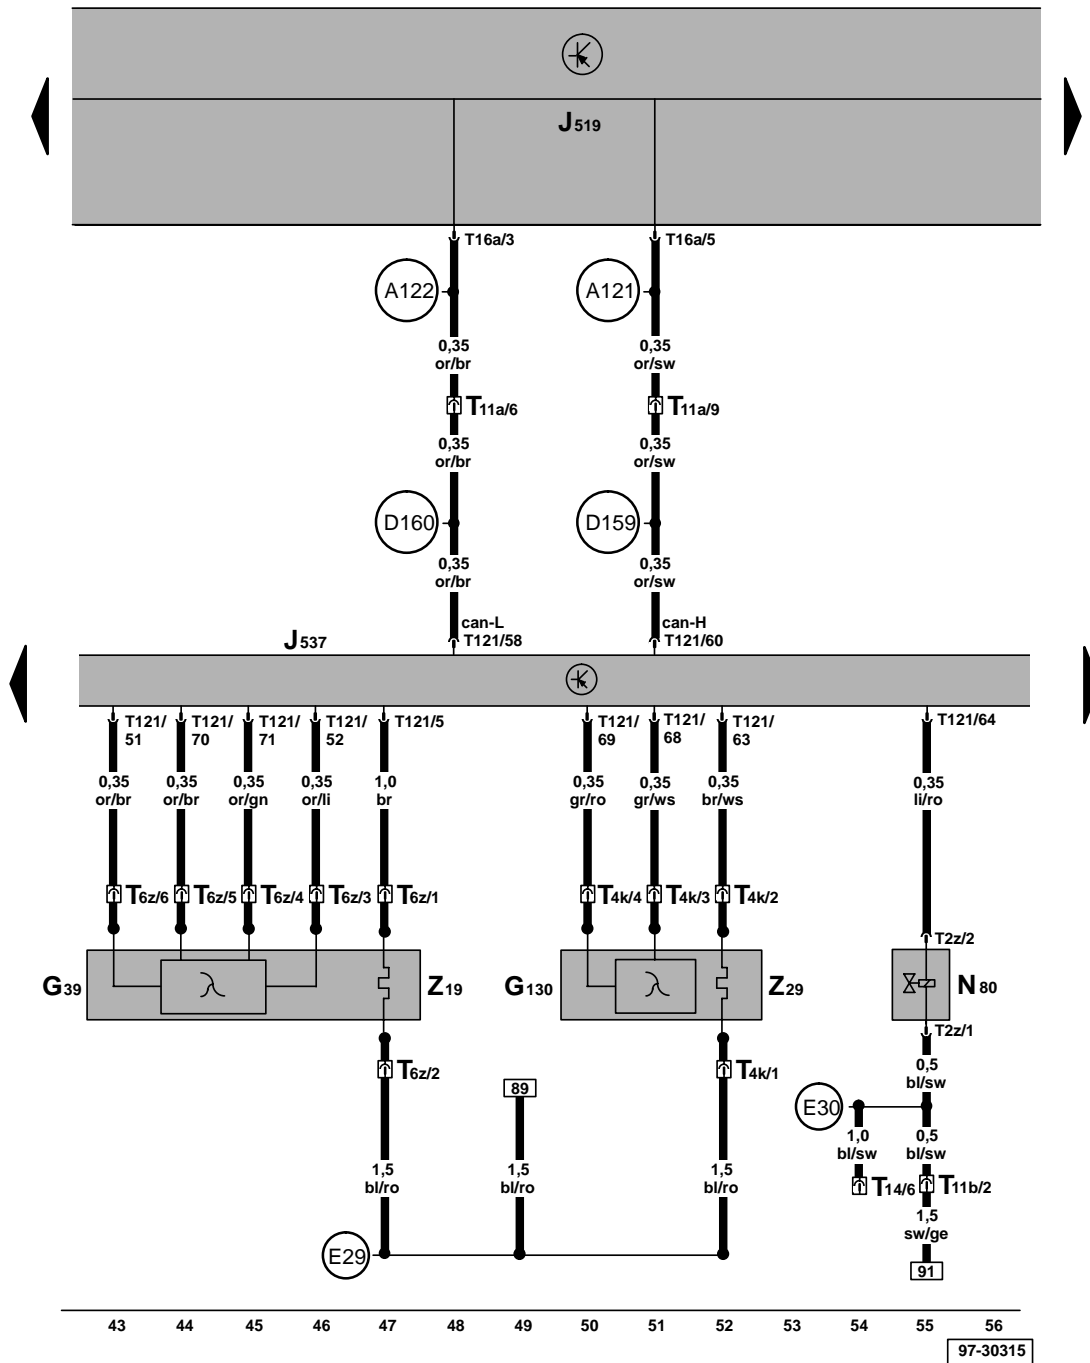 J519
T16a/3
T16a/5
A122
A121
0,35
or/br
0,35
or/sw
T11a/6
T11a/9
0,35
or/br
0,35
or/sw
D160
D159
0,35
or/br
0,35
or/sw
can-L
T121/58
can-H
T121/60
J537
T121/
51
T121/
70
T121/
71
T121/
52
T121/5
T121/
69
T121/
68
T121/
63
T121/64
0,35
or/br
0,35
or/br
0,35
or/gn
0,35
or/li
1,0
br
0,35
gr/ro
0,35
gr/ws
0,35
br/ws
0,35
li/ro
T6z/6
T6z/5
T6z/4
T6z/3
T6z/1
T4k/4
T4k/3
T4k/2
T2z/2
G39
Z19
G130
Z29
N80
T2z/1
T6z/2
T4k/1
0,5
bl/sw
89
E30
1,0
bl/sw
0,5
bl/sw
1,5
bl/ro
1,5
bl/ro
1,5
bl/ro
T14/6
T11b/2
1,5
sw/ge
E29
91
43 44 45 46 47 48 49 50 51 52 53 54 55 56
97-30315